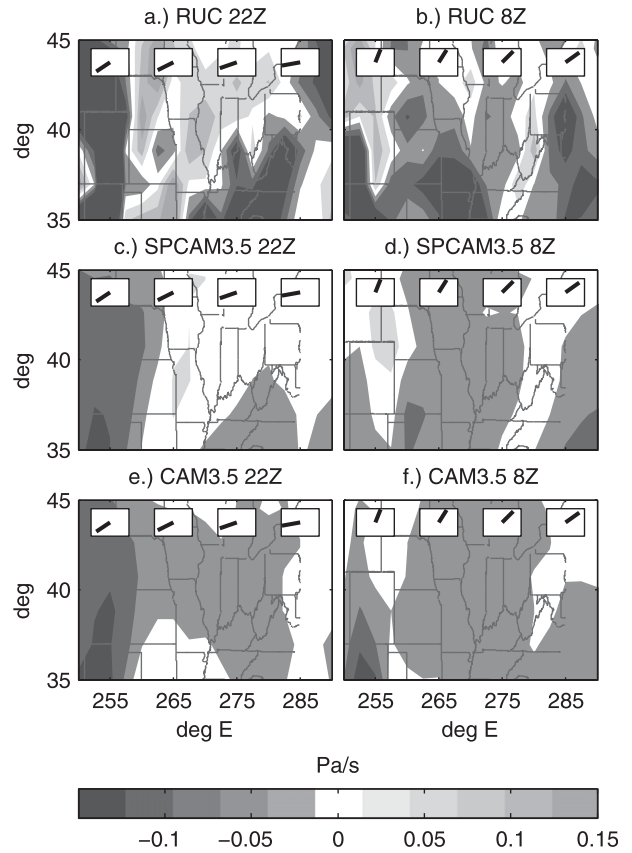 a.) RUC 22Z b.) RUC 8Z
45
40
35
deg
c.) SPCAM3.5 22Z d.) SPCAM3.5 8Z
45
40
35
deg
e.) CAM3.5 22Z f.) CAM3.5 8Z
45
40
35
deg
255 265 275 285 255 265 275 285
deg E deg E
Pa/s
−0.1 −0.05 0 0.05 0.1 0.15